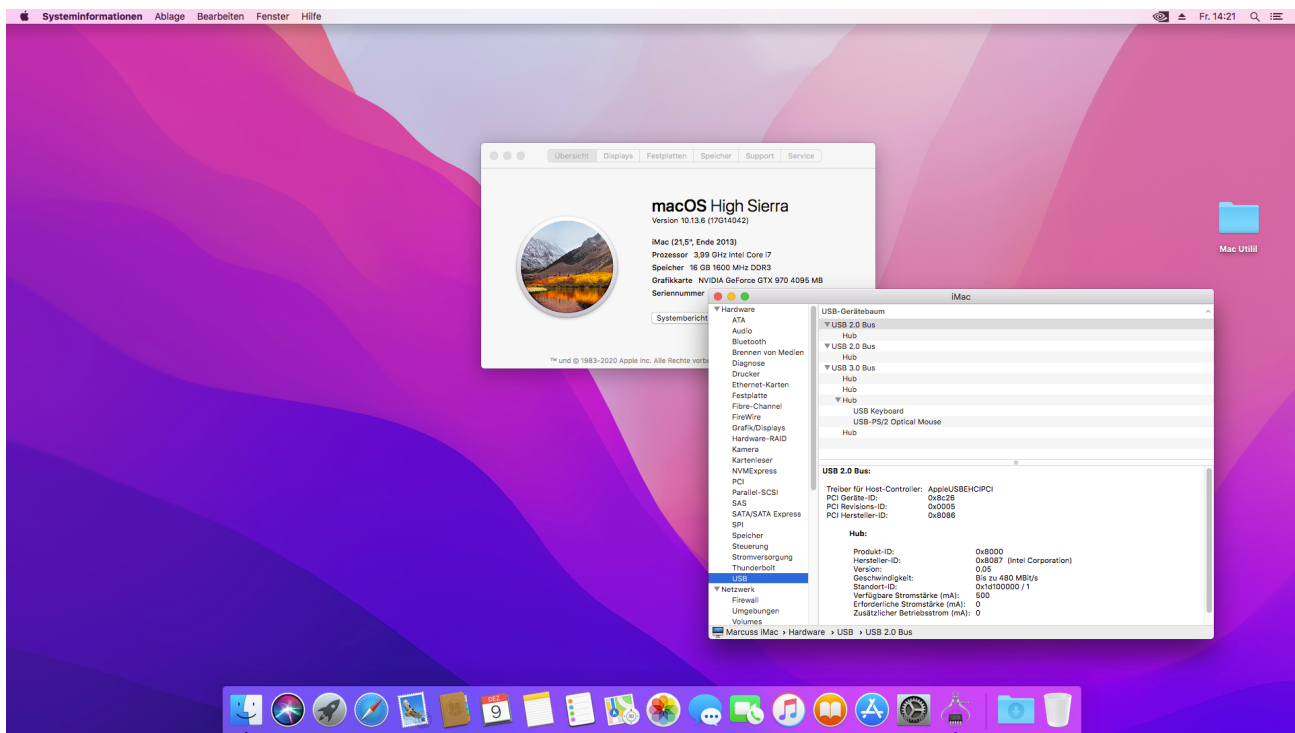 Systeminformationen Ablage Bearbeiten Fenster Hilfe
Fr. 14:21
Übersicht Displays Festplatten Speicher Support Service
macOS High Sierra
Version 10.13.6 (17G14042)
iMac (21,5", Ende 2013)
Prozessor 3,99 GHz Intel Core i7
Speicher 16 GB 1600 MHz DDR3
Grafikkarte NVIDIA GeForce GTX 970 4095 MB
Seriennummer
Systembericht
™ und © 1983-2020 Apple Inc. Alle Rechte vorbe
Mac Utilil
iMac
Hardware
ATA
Audio
Bluetooth
Brennen von Medien
Diagnose
Drucker
Ethernet-Karten
Festplatte
Fibre-Channel
FireWire
Grafik/Displays
Hardware-RAID
Kamera
Kartenleser
NVMExpress
PCI
Parallel-SCSI
SAS
SATA/SATA Express
SPI
Speicher
Steuerung
Stromversorgung
Thunderbolt
USB
Netzwerk
Firewall
Umgebungen
Volumes
USB-Gerätebaum
USB 2.0 Bus
Hub
USB 2.0 Bus
Hub
USB 3.0 Bus
Hub
Hub
Hub
USB Keyboard
USB-PS/2 Optical Mouse
Hub
USB 2.0 Bus:
Treiber für Host-Controller: AppleUSBEHCIPCI
PCI Geräte-ID: 0x8c26
PCI Revisions-ID: 0x0005
PCI Hersteller-ID: 0x8086
Hub:
Produkt-ID: 0x8000
Hersteller-ID: 0x8087 (Intel Corporation)
Version: 0.05
Geschwindigkeit: Bis zu 480 MBit/s
Standort-ID: 0x1d100000 / 1
Verfügbare Stromstärke (mA): 500
Erforderliche Stromstärke (mA): 0
Zusätzlicher Betriebsstrom (mA): 0
Marcuss iMac › Hardware › USB › USB 2.0 Bus
DEZ
9